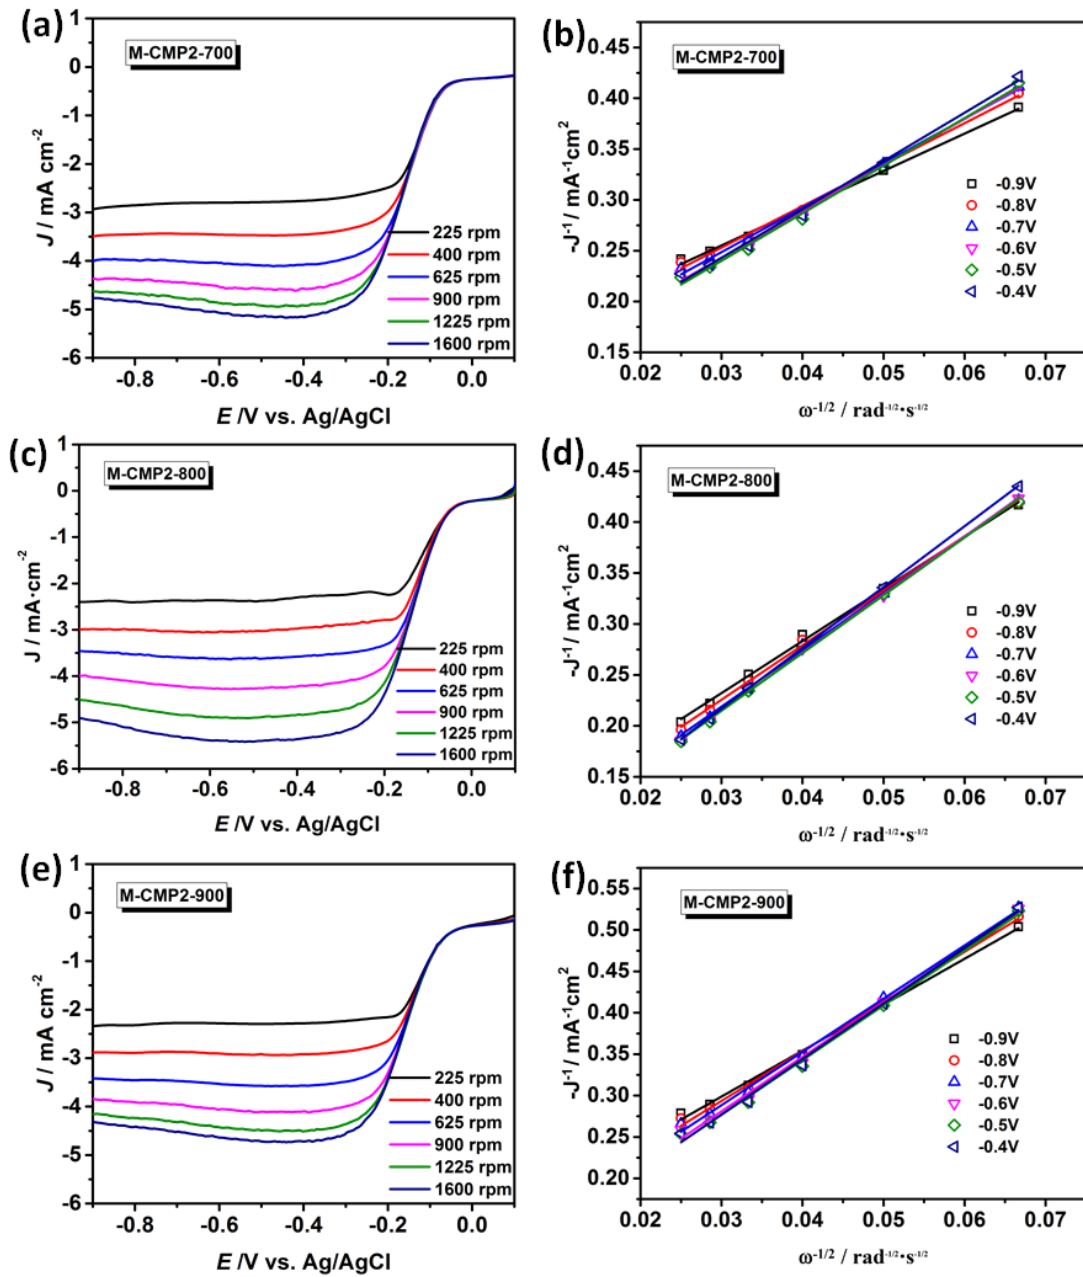 (a)
M-CMP2-700
1
0
-1
-2
-3
-4
-5
-6
J / mA cm⁻²
-0.8
-0.6
-0.4
-0.2
0.0
E /V vs. Ag/AgCl
225 rpm
400 rpm
625 rpm
900 rpm
1225 rpm
1600 rpm
(b)
M-CMP2-700
0.45
0.40
0.35
0.30
0.25
0.20
0.15
-J⁻¹/ mA⁻¹cm²
0.02
0.03
0.04
0.05
0.06
0.07
ω⁻¹/² / rad⁻¹/²•s⁻¹/²
-0.9V
-0.8V
-0.7V
-0.6V
-0.5V
-0.4V
(c)
M-CMP2-800
1
0
-1
-2
-3
-4
-5
-6
J / mA·cm⁻²
-0.8
-0.6
-0.4
-0.2
0.0
E /V vs. Ag/AgCl
225 rpm
400 rpm
625 rpm
900 rpm
1225 rpm
1600 rpm
(d)
M-CMP2-800
0.45
0.40
0.35
0.30
0.25
0.20
0.15
-J⁻¹/ mA⁻¹cm²
0.02
0.03
0.04
0.05
0.06
0.07
ω⁻¹/² / rad⁻¹/²•s⁻¹/²
-0.9V
-0.8V
-0.7V
-0.6V
-0.5V
-0.4V
(e)
M-CMP2-900
1
0
-1
-2
-3
-4
-5
-6
J / mA cm⁻²
-0.8
-0.6
-0.4
-0.2
0.0
E /V vs. Ag/AgCl
225 rpm
400 rpm
625 rpm
900 rpm
1225 rpm
1600 rpm
(f)
M-CMP2-900
0.55
0.50
0.45
0.40
0.35
0.30
0.25
0.20
-J⁻¹/ mA⁻¹cm²
0.02
0.03
0.04
0.05
0.06
0.07
ω⁻¹/² / rad⁻¹/²•s⁻¹/²
-0.9V
-0.8V
-0.7V
-0.6V
-0.5V
-0.4V